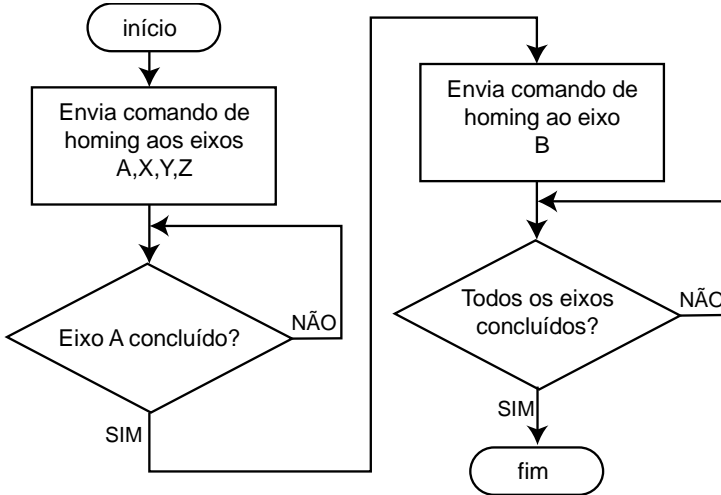 início
Envia comando de
homing aos eixos
A,X,Y,Z
Eixo A concluído?
NÃO
SIM
Envia comando de
homing ao eixo
B
Todos os eixos
concluídos?
NÃO
SIM
fim